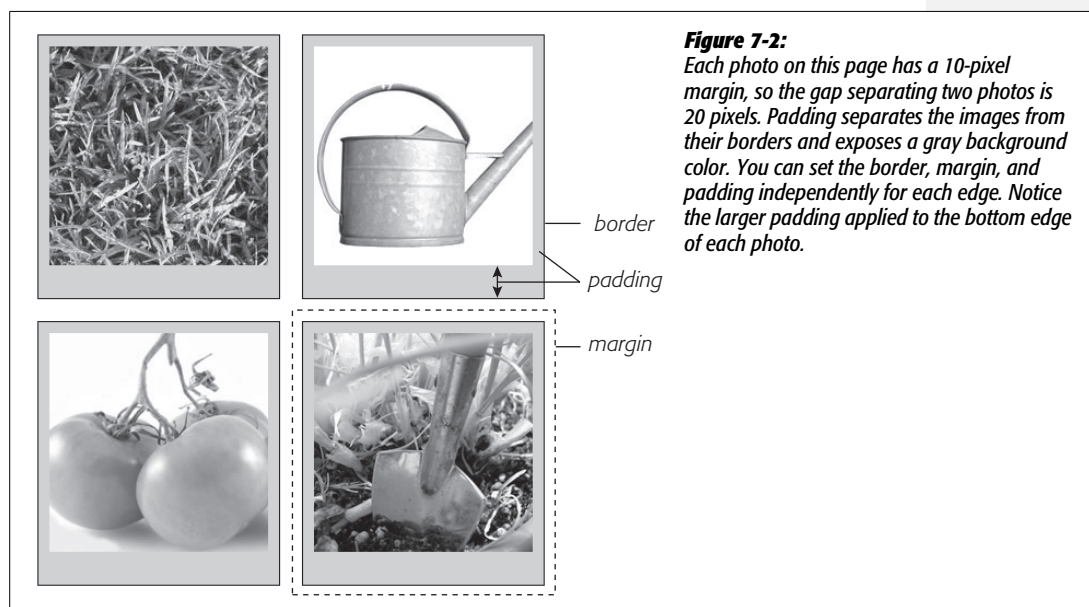 Figure 7-2:
Each photo on this page has a 10-pixel
margin, so the gap separating two photos is
20 pixels. Padding separates the images from
their borders and exposes a gray background
color. You can set the border, margin, and
padding independently for each edge. Notice
the larger padding applied to the bottom edge
of each photo.
border
padding
margin